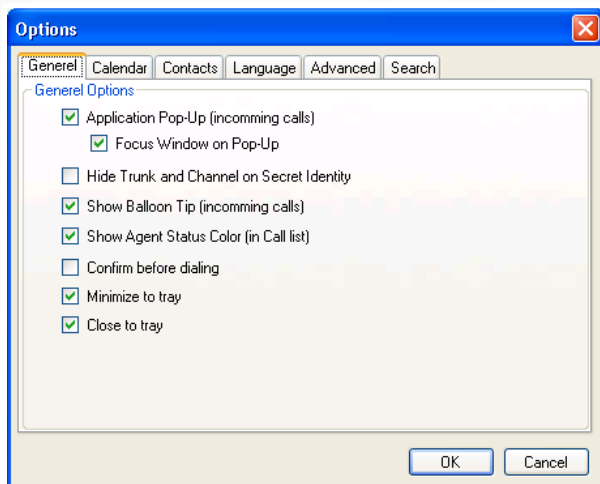 Options
Generel Calendar Contacts Language Advanced Search
Generel Options
Application Pop-Up (incomming calls)
Focus Window on Pop-Up
Hide Trunk and Channel on Secret Identity
Show Balloon Tip (incomming calls)
Show Agent Status Color (in Call list)
Confirm before dialing
Minimize to tray
Close to tray
OK Cancel